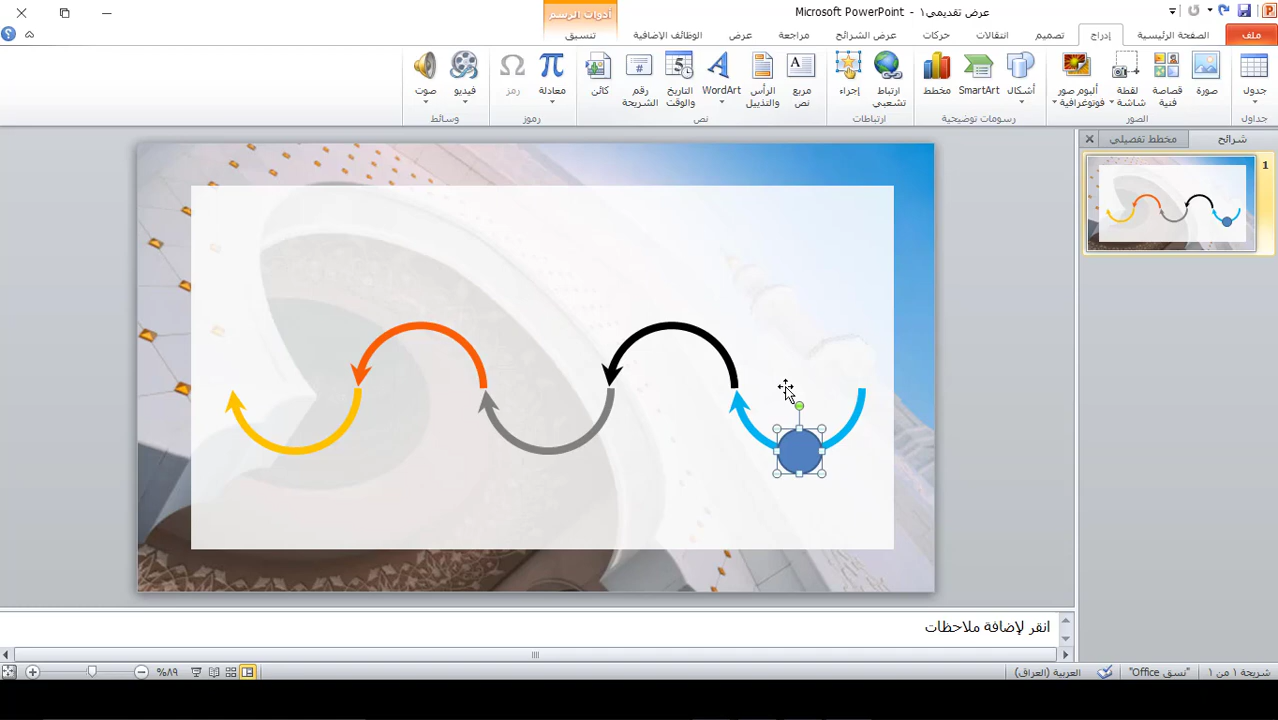 عرض تقديمي١ - Microsoft PowerPoint
أدوات الرسم
ملف
الصفحة الرئيسية
إدراج
تصميم
انتقالات
حركات
عرض الشرائح
مراجعة
عرض
الوظائف الإضافية
تنسيق
جدول
صورة
قصاصة فنية
لقطة شاشة
ألبوم صور فوتوغرافية
أشكال
SmartArt
مخطط
ارتباط تشعبي
إجراء
مربع نص
الرأس والتذييل
WordArt
التاريخ والوقت
رقم الشريحة
كائن
معادلة
رمز
فيديو
صوت
جداول
الصور
رسومات توضيحية
ارتباطات
نص
رموز
وسائط
شرائح
مخطط تفصيلي
1
انقر لإضافة ملاحظات
شريحة ١ من ١
"نسق Office"
العربية (العراق)
%٨٩